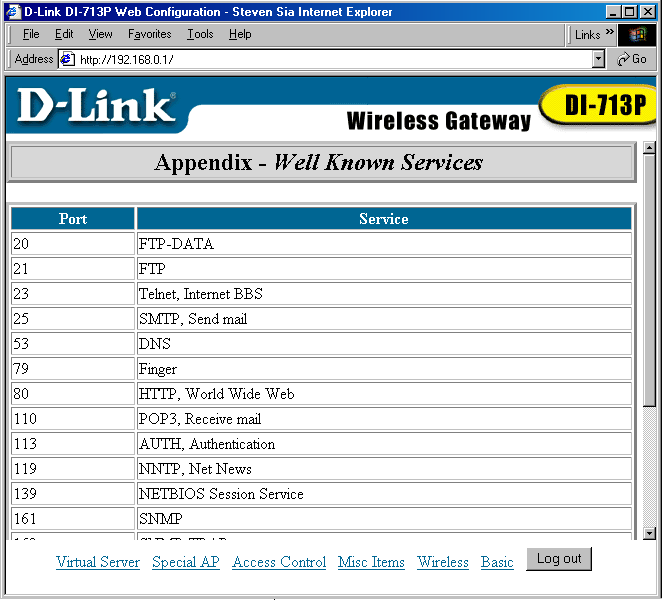 D-Link DI-713P Web Configuration - Steven Sia Internet Explorer
File Edit View Favorites Tools Help Links »
Address http://192.168.0.1/ Go
D-Link®
Wireless Gateway DI-713P
Appendix - Well Known Services
Port Service
20 FTP-DATA
21 FTP
23 Telnet, Internet BBS
25 SMTP, Send mail
53 DNS
79 Finger
80 HTTP, World Wide Web
110 POP3, Receive mail
113 AUTH, Authentication
119 NNTP, Net News
139 NETBIOS Session Service
161 SNMP
Virtual Server Special AP Access Control Misc Items Wireless Basic Log out